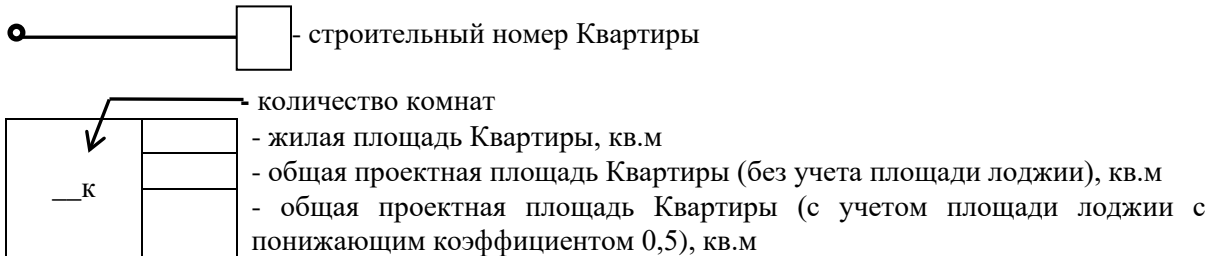 - строительный номер Квартиры
- количество комнат
- жилая площадь Квартиры, кв.м
- общая проектная площадь Квартиры (без учета площади лоджии), кв.м
__к
- общая проектная площадь Квартиры (с учетом площади лоджии с
понижающим коэффициентом 0,5), кв.м